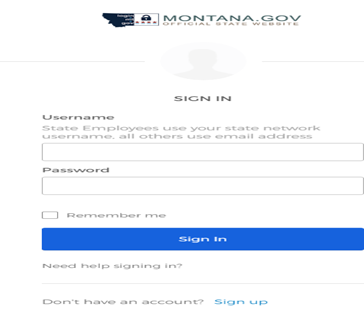 MONTANA.GOV
OFFICIAL STATE WEBSITE
SIGN IN
Username
State Employees use your state network
username, all others use email address
Password
Remember me
Sign In
Need help signing in?
Don't have an account? Sign up